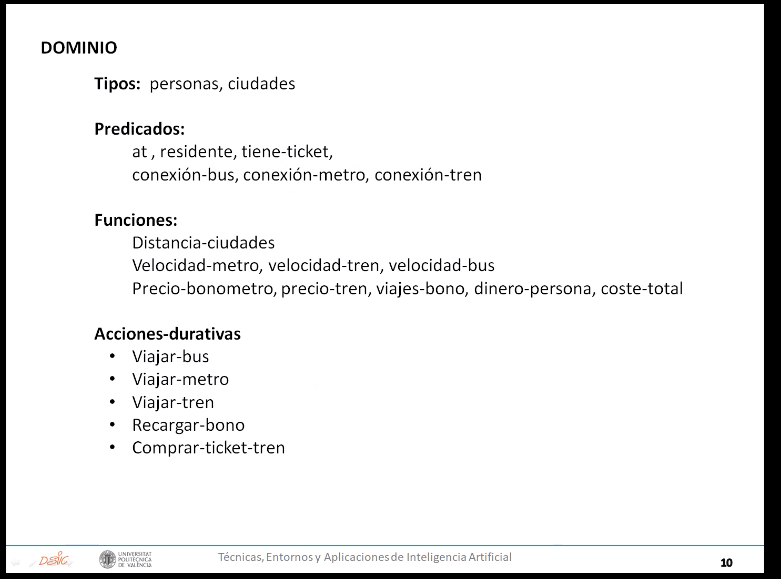 DOMINIO
Tipos: personas, ciudades
Predicados:
at , residente, tiene-ticket,
conexión-bus, conexión-metro, conexión-tren
Funciones:
Distancia-ciudades
Velocidad-metro, velocidad-tren, velocidad-bus
Precio-bonometro, precio-tren, viajes-bono, dinero-persona, coste-total
Acciones-durativas
• Viajar-bus
• Viajar-metro
• Viajar-tren
• Recargar-bono
• Comprar-ticket-tren
UNIVERSITAT
POLITÈCNICA
DE VALÈNCIA
Técnicas, Entornos y Aplicaciones de Inteligencia Artificial
10